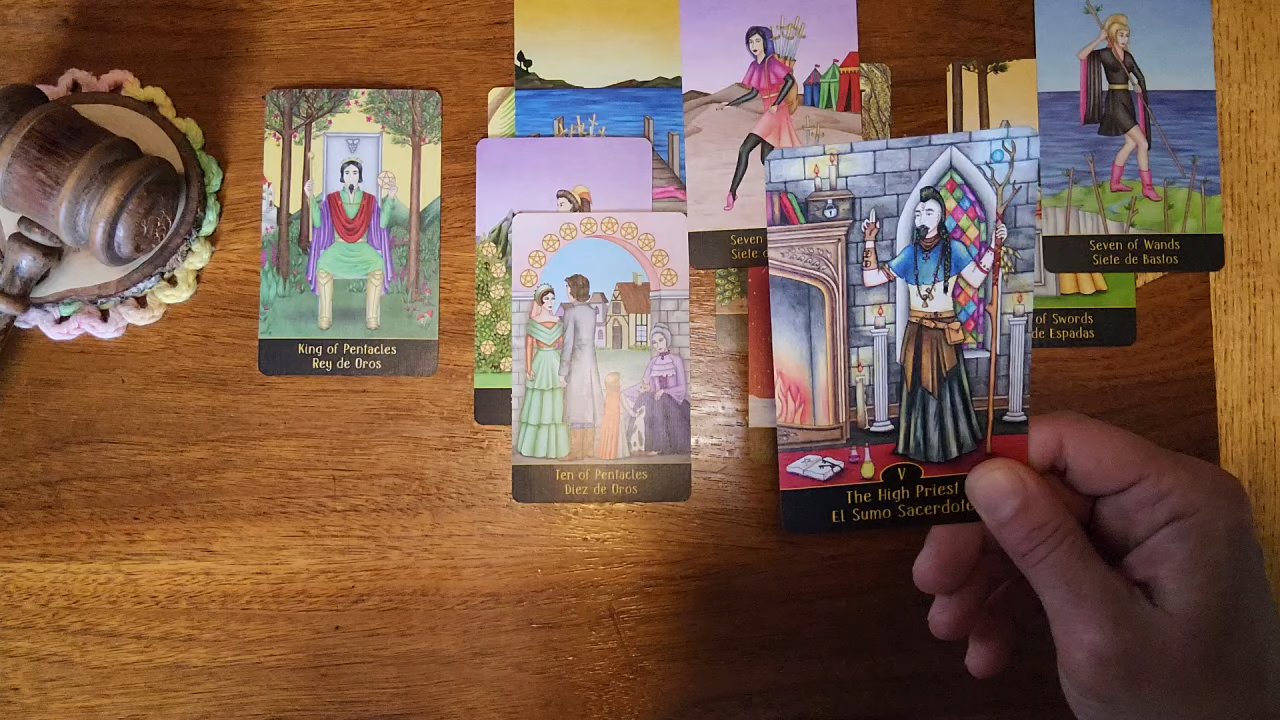 King of Pentacles
Rey de Oros
Ten of Pentacles
Diez de Oros
Seven
Siete
V
The High Priest
El Sumo Sacerdote
of Swords
de Espadas
Seven of Wands
Siete de Bastos